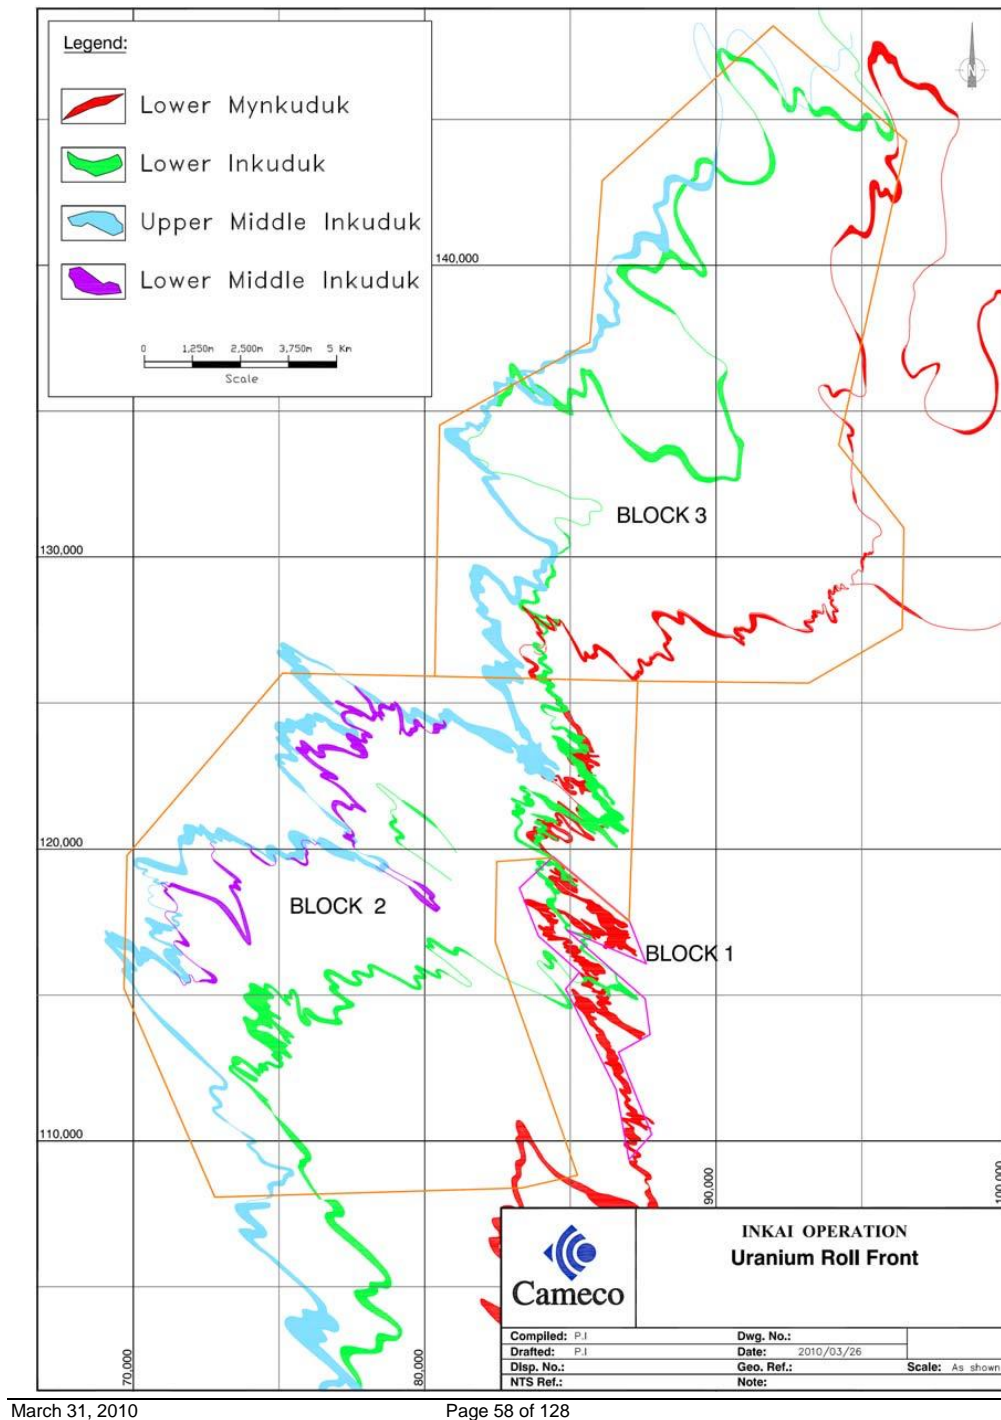 Legend:
Lower Mynkuduk
Lower Inkuduk
Upper Middle Inkuduk
Lower Middle Inkuduk
0 1,250m 2,500m 3,750m 5 Km
Scale
N
140,000
BLOCK 3
130,000
120,000
BLOCK 2
BLOCK 1
110,000
70,000
80,000
90,000
100,000
Cameco
INKAI OPERATION
Uranium Roll Front
Compiled: P.I Dwg. No.:
Drafted: P.I Date: 2010/03/26
Disp. No.: Geo. Ref.: Scale: As shown
NTS Ref.: Note:
March 31, 2010 Page 58 of 128